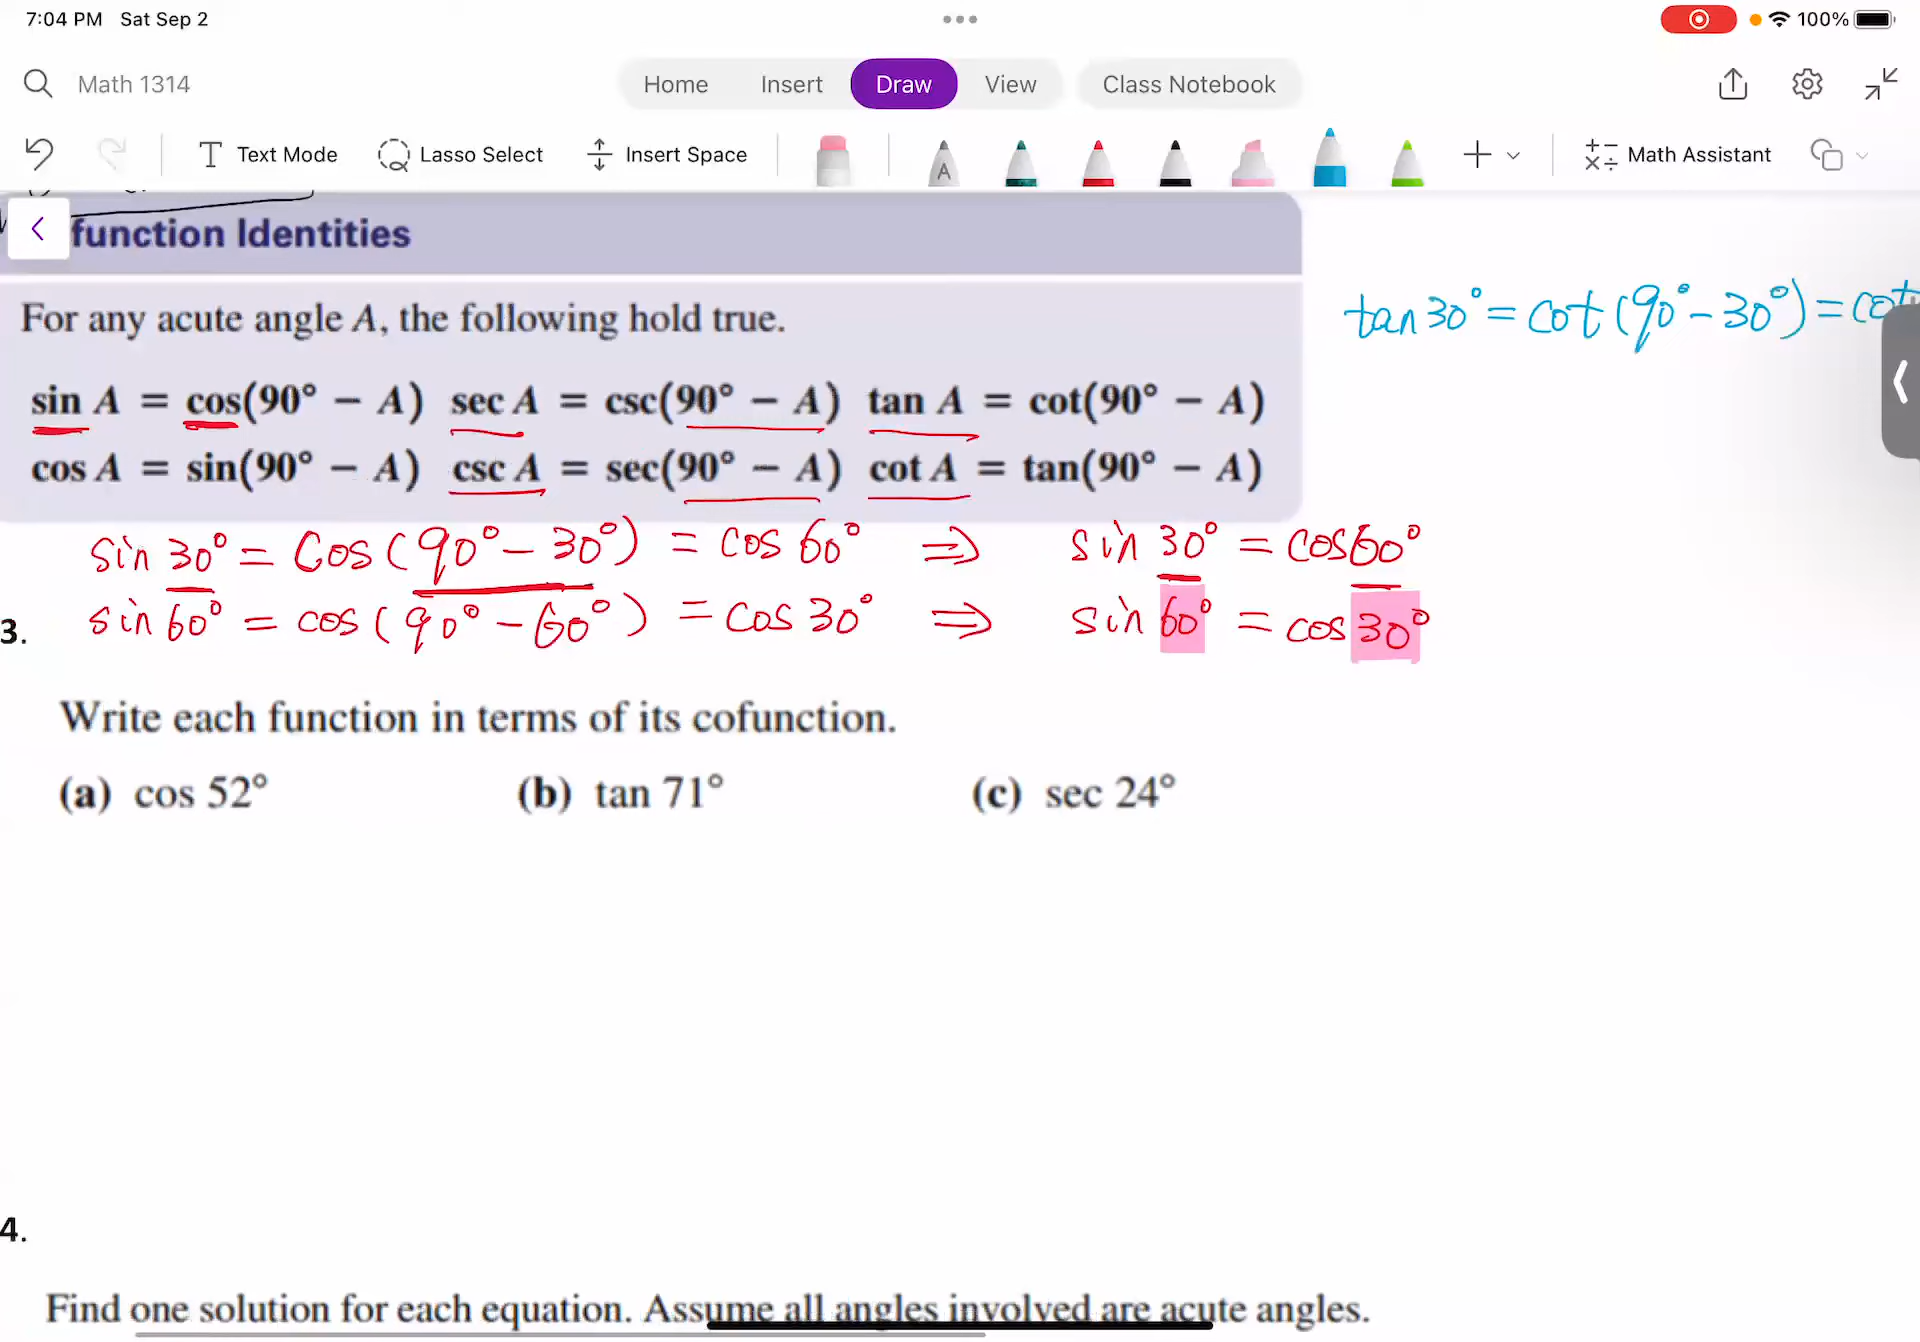 7:04 PM Sat Sep 2
100%
Math 1314
Home Insert Draw View Class Notebook
Text Mode Lasso Select Insert Space A Math Assistant
function Identities
For any acute angle A, the following hold true.
sin A = cos(90° − A) sec A = csc(90° − A) tan A = cot(90° − A)
cos A = sin(90° − A) csc A = sec(90° − A) cot A = tan(90° − A)
tan 30° = cot (90° − 30°) = cot
sin 30° = cos (90° − 30°) = cos 60° ⇒ sin 30° = cos 60°
sin 60° = cos (90° − 60°) = cos 30° ⇒ sin 60° = cos 30°
3.
Write each function in terms of its cofunction.
(a) cos 52° (b) tan 71° (c) sec 24°
4.
Find one solution for each equation. Assume all angles involved are acute angles.